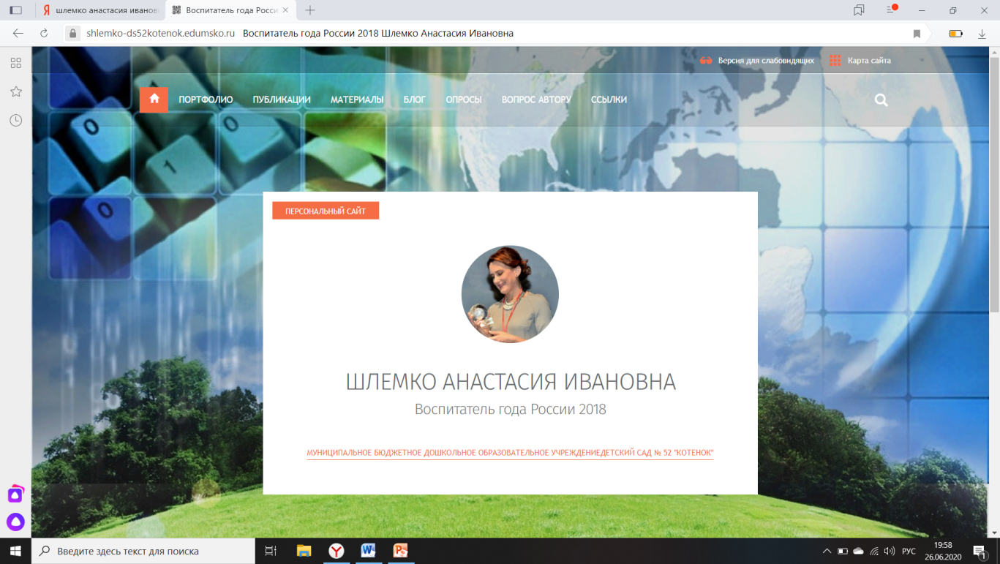 шлемко анастасия иванов
Воспитатель года Росси
shlemko-ds52kotenok.edumsko.ru Воспитатель года России 2018 Шлемко Анастасия Ивановна
Версия для слабовидящих Карта сайта
ПОРТФОЛИО ПУБЛИКАЦИИ МАТЕРИАЛЫ БЛОГ ОПРОСЫ ВОПРОС АВТОРУ ССЫЛКИ
ПЕРСОНАЛЬНЫЙ САЙТ
ШЛЕМКО АНАСТАСИЯ ИВАНОВНА
Воспитатель года России 2018
МУНИЦИПАЛЬНОЕ БЮДЖЕТНОЕ ДОШКОЛЬНОЕ ОБРАЗОВАТЕЛЬНОЕ УЧРЕЖДЕНИЕДЕТСКИЙ САД № 52 "КОТЕНОК"
Введите здесь текст для поиска
РУС
19:58
26.06.2020
1